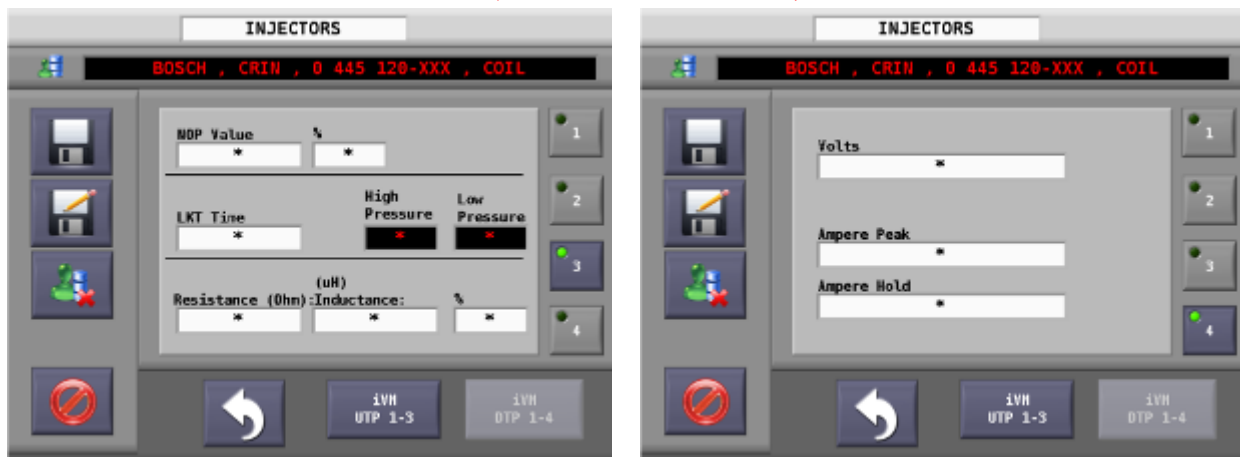 INJECTORS
BOSCH , CRIN , 0 445 120-XXX , COIL
NOP Value %
* *
High Pressure Low Pressure
LKT Time
* * *
(uH)
Resistance (Ohm): Inductance: %
* * *
1
2
3
4
iVM
UTP 1-3
iVM
DTP 1-4
INJECTORS
BOSCH , CRIN , 0 445 120-XXX , COIL
Volts
*
Ampere Peak
*
Ampere Hold
*
1
2
3
4
iVM
UTP 1-3
iVM
DTP 1-4